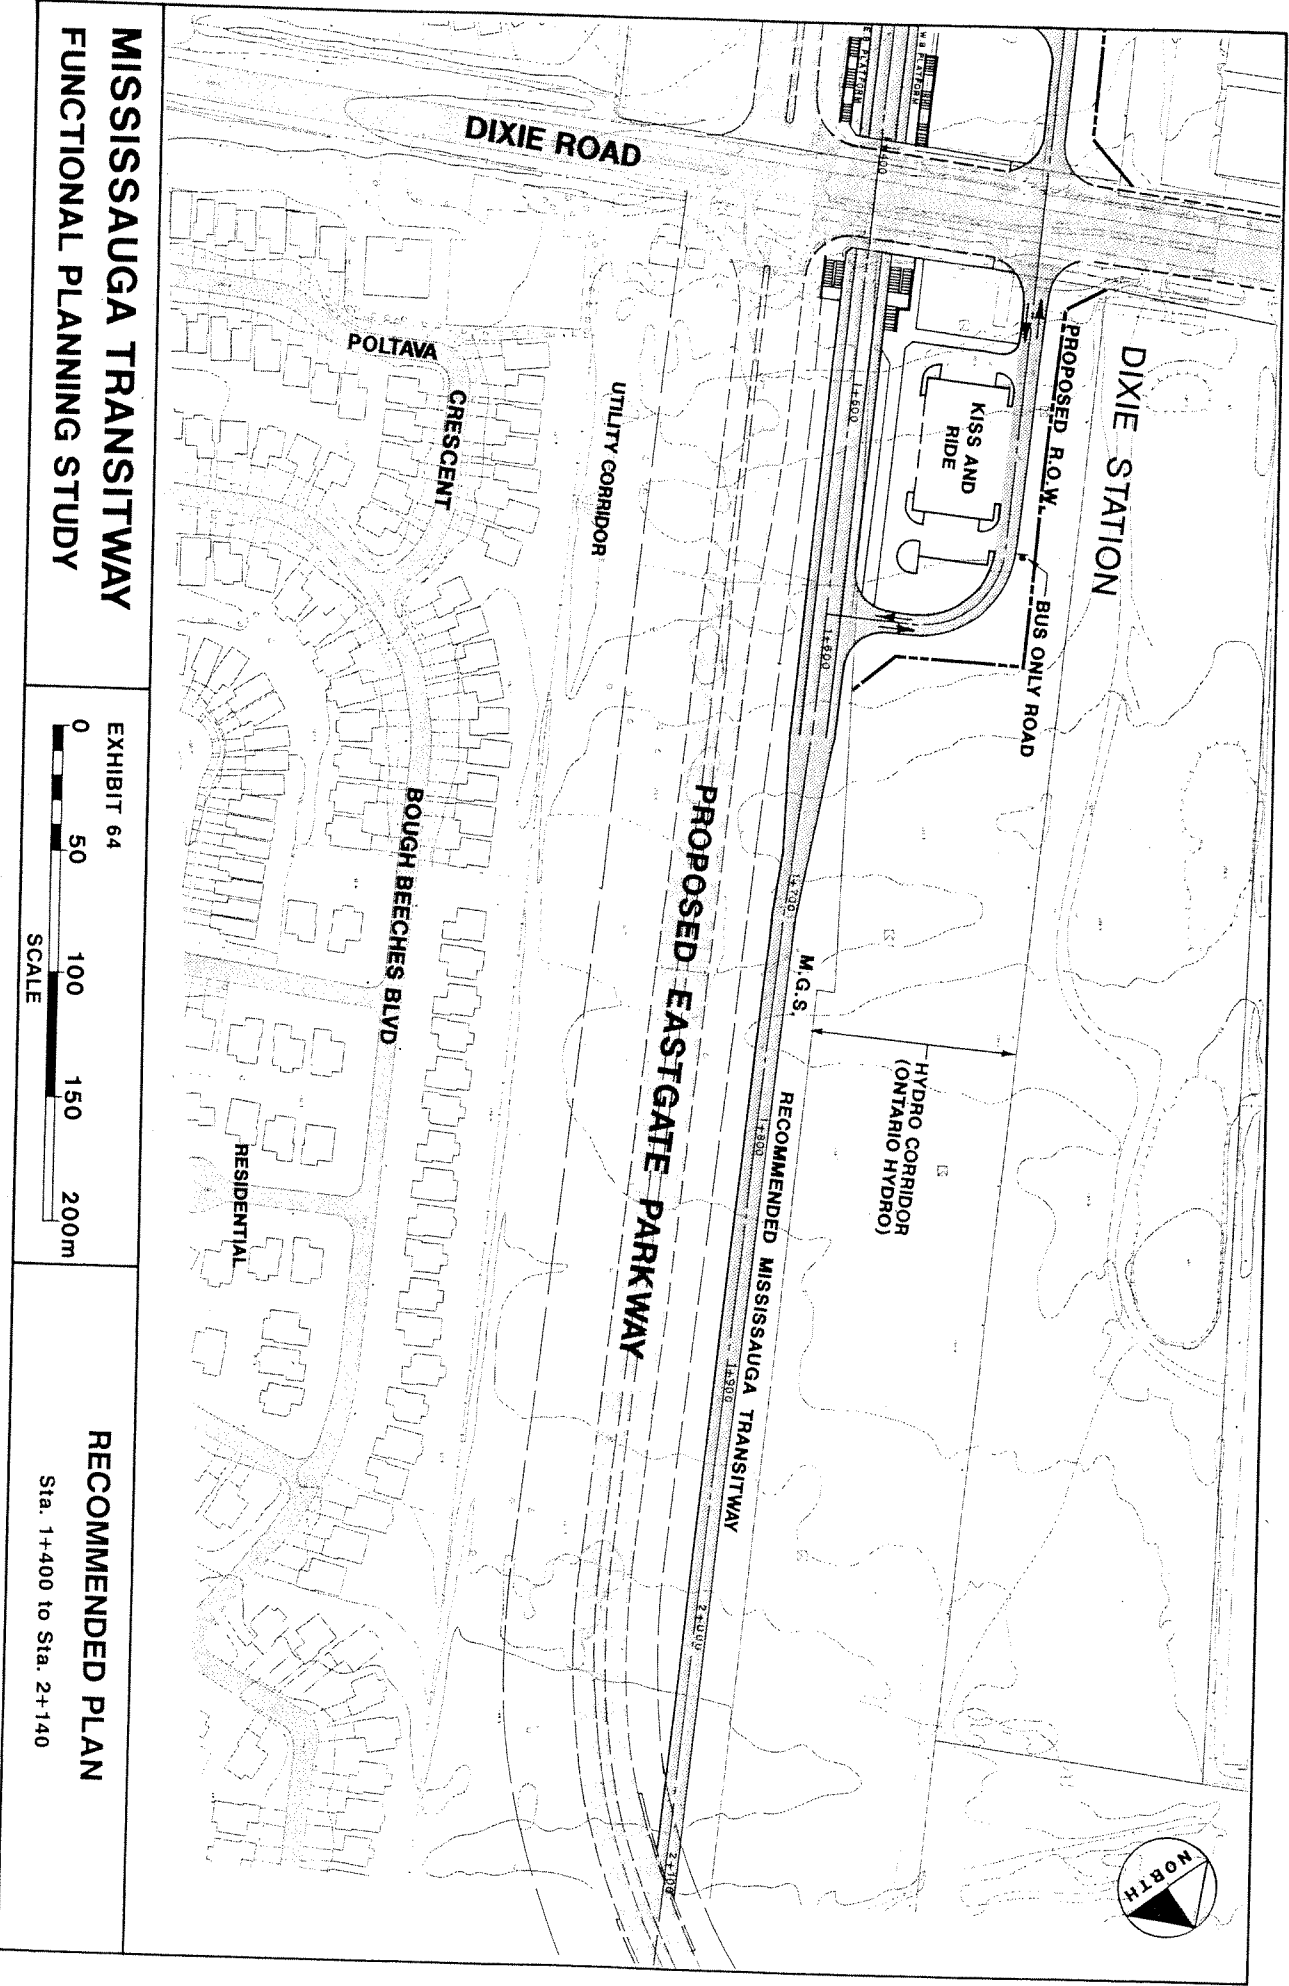 DIXIE ROAD
E B PLATFORM
W B PLATFORM
POLTAVA
CRESCENT
UTILITY CORRIDOR
KISS AND
RIDE
PROPOSED R.O.W.
DIXIE STATION
BUS ONLY ROAD
1+600
BOUGH BEECHES BLVD
PROPOSED EASTGATE PARKWAY
1+700
M.G.S.
HYDRO CORRIDOR
(ONTARIO HYDRO)
RECOMMENDED MISSISSAUGA TRANSITWAY
1+800
1+900
2+000
2+100
RESIDENTIAL
NORTH
MISSISSAUGA TRANSITWAY
FUNCTIONAL PLANNING STUDY
EXHIBIT 64
0 50 100 150 200m
SCALE
RECOMMENDED PLAN
Sta. 1+400 to Sta. 2+140